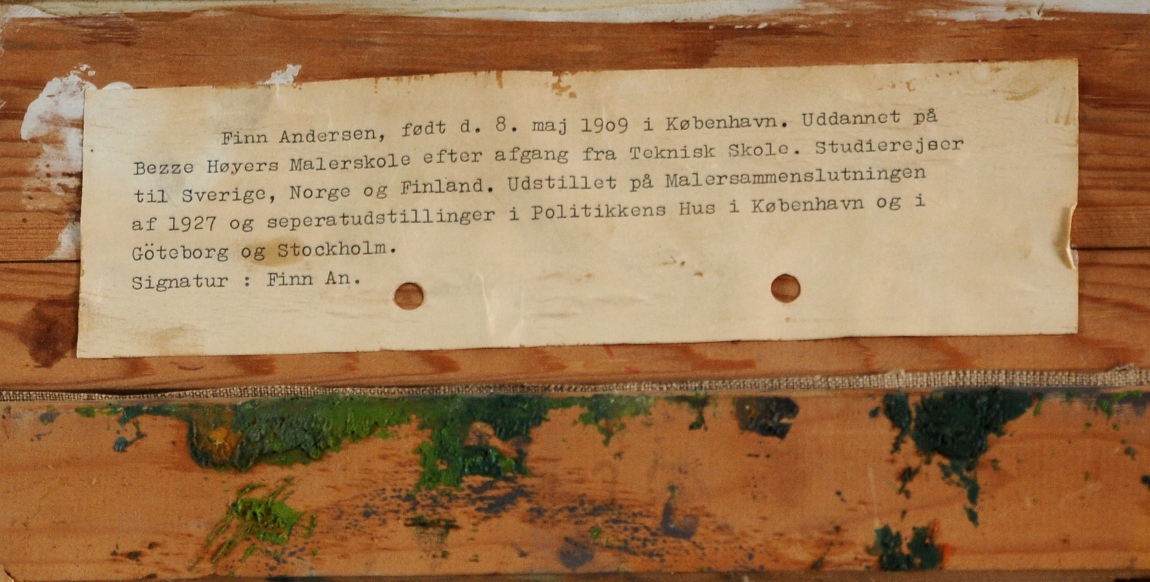 Finn Andersen, født d. 8. maj 19o9 i København. Uddannet på
Bezze Høyers Malerskole efter afgang fra Teknisk Skole. Studierejser
til Sverige, Norge og Finland. Udstillet på Malersammenslutningen
af 1927 og seperatudstillinger i Politikkens Hus i København og i
Göteborg og Stockholm.
Signatur : Finn An.